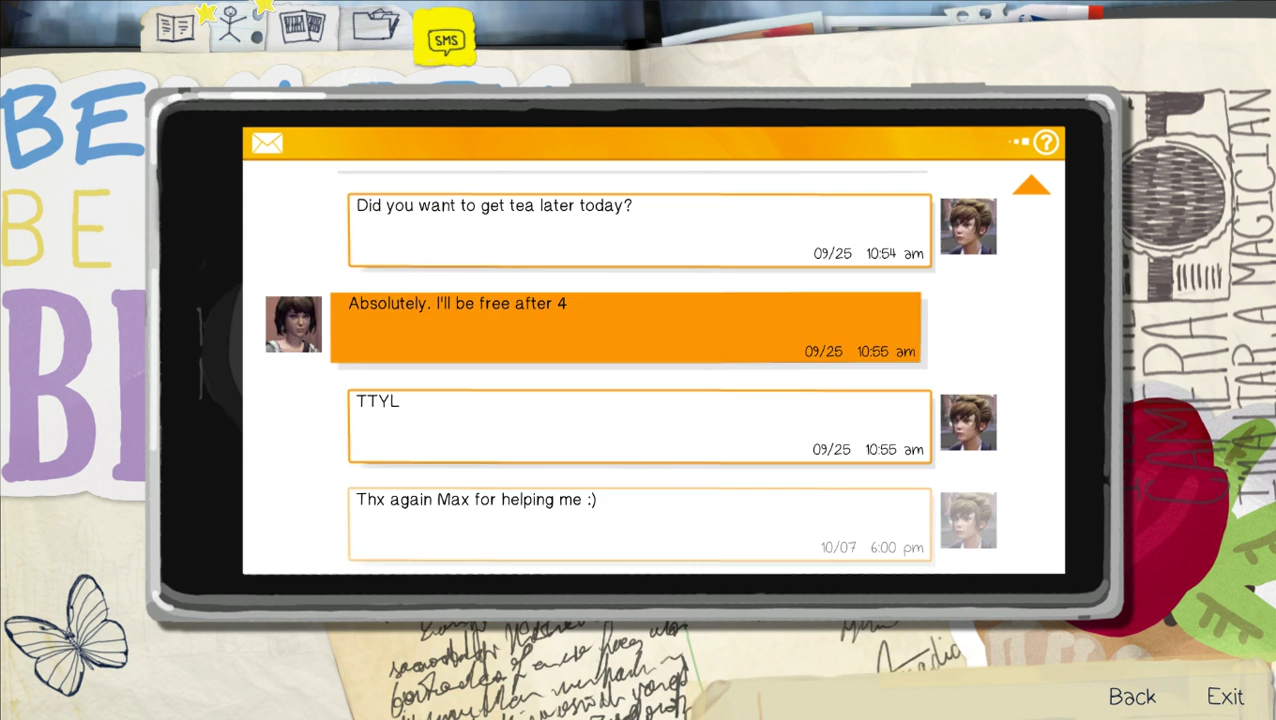 SMS
BE
BE
?
Did you want to get tea later today?
09/25 10:54 am
Absolutely. I'll be free after 4
09/25 10:55 am
TTYL
09/25 10:55 am
Thx again Max for helping me :)
10/07 6:00 pm
CAMERA
MAGICIAN
Back
Exit